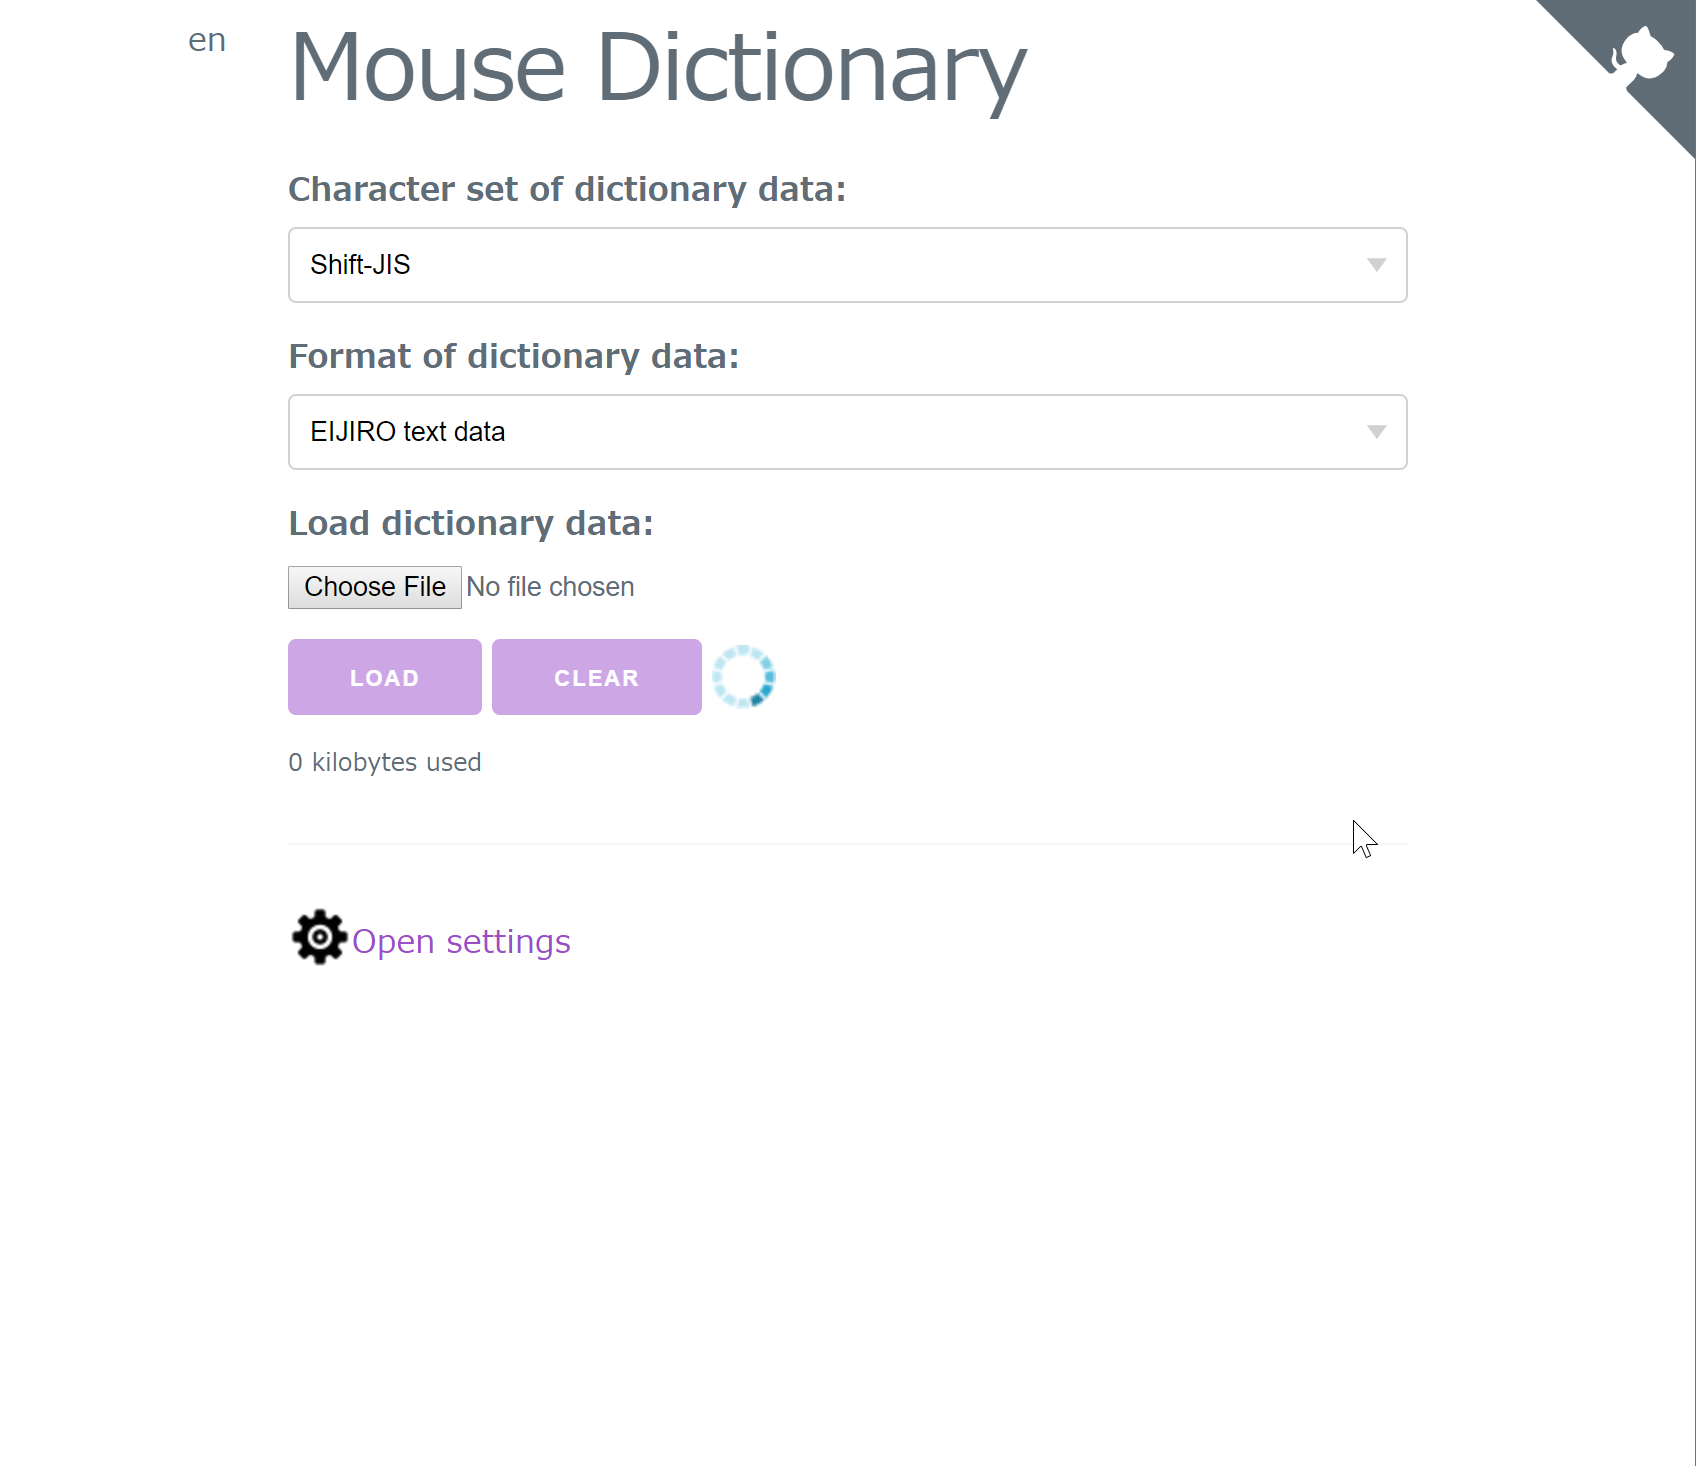 en
Mouse Dictionary
Character set of dictionary data:
Shift-JIS
Format of dictionary data:
EIJIRO text data
Load dictionary data:
Choose File No file chosen
LOAD CLEAR
0 kilobytes used
Open settings